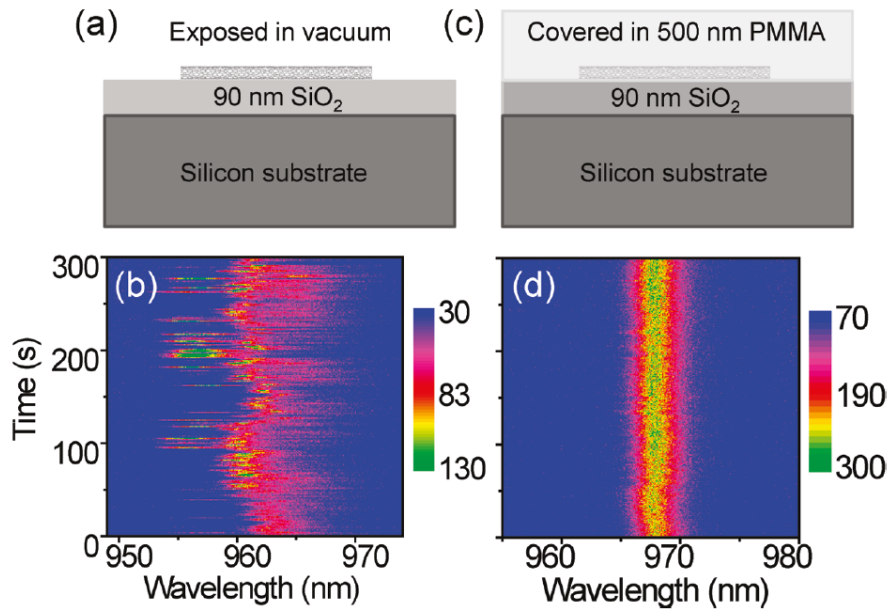 (a)
Exposed in vacuum
90 nm SiO₂
Silicon substrate
(c)
Covered in 500 nm PMMA
90 nm SiO₂
Silicon substrate
(b)
Time (s)
300
200
100
0
950 960 970
Wavelength (nm)
30
83
130
(d)
960 970 980
Wavelength (nm)
70
190
300